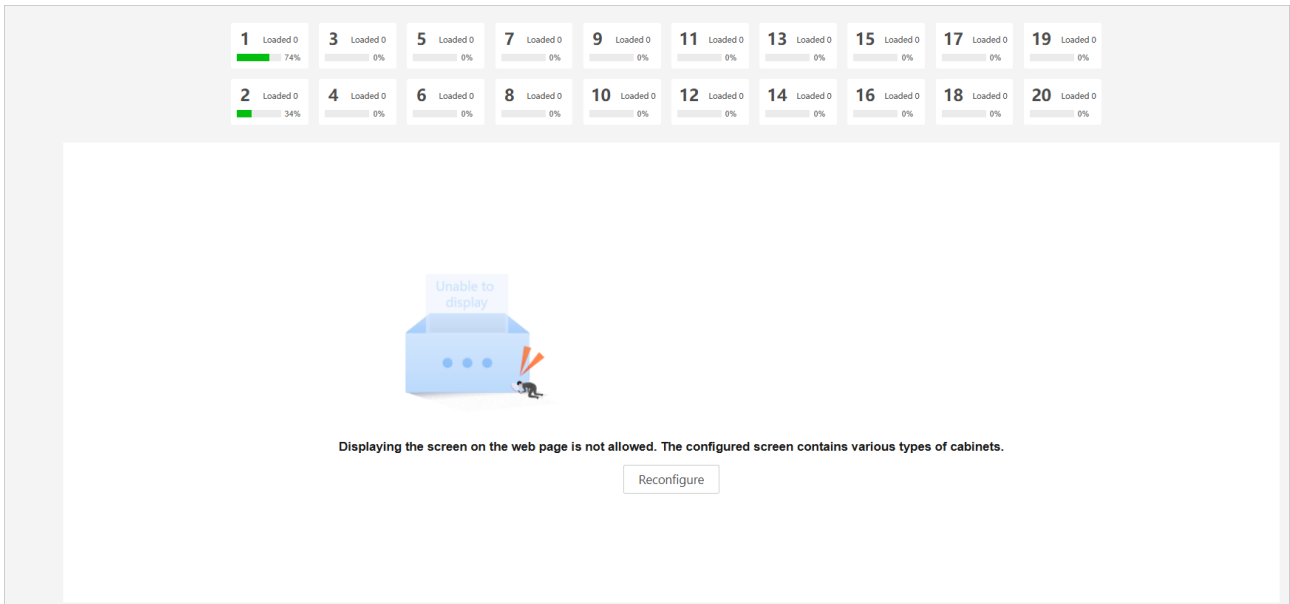 1 Loaded 0 3 Loaded 0 5 Loaded 0 7 Loaded 0 9 Loaded 0 11 Loaded 0 13 Loaded 0 15 Loaded 0 17 Loaded 0 19 Loaded 0
74% 0% 0% 0% 0% 0% 0% 0% 0% 0%
2 Loaded 0 4 Loaded 0 6 Loaded 0 8 Loaded 0 10 Loaded 0 12 Loaded 0 14 Loaded 0 16 Loaded 0 18 Loaded 0 20 Loaded 0
34% 0% 0% 0% 0% 0% 0% 0% 0% 0%
Unable to
display
Displaying the screen on the web page is not allowed. The configured screen contains various types of cabinets.
Reconfigure